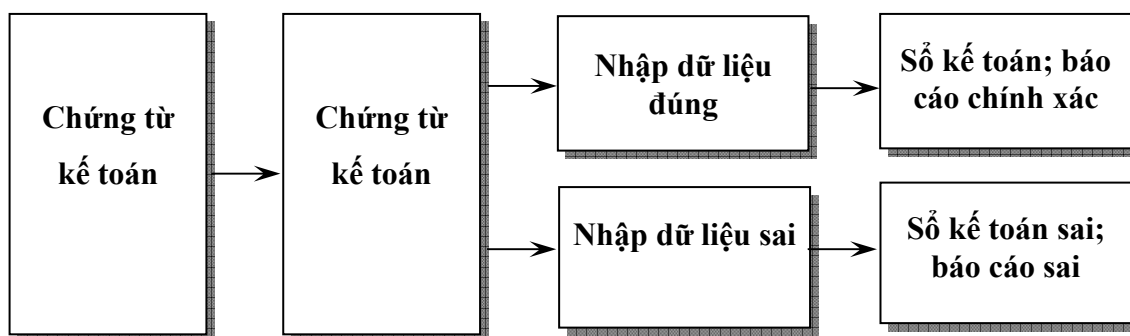 Chứng từ
kế toán
Chứng từ
kế toán
Nhập dữ liệu
đúng
Sổ kế toán; báo
cáo chính xác
Nhập dữ liệu sai
Sổ kế toán sai;
báo cáo sai